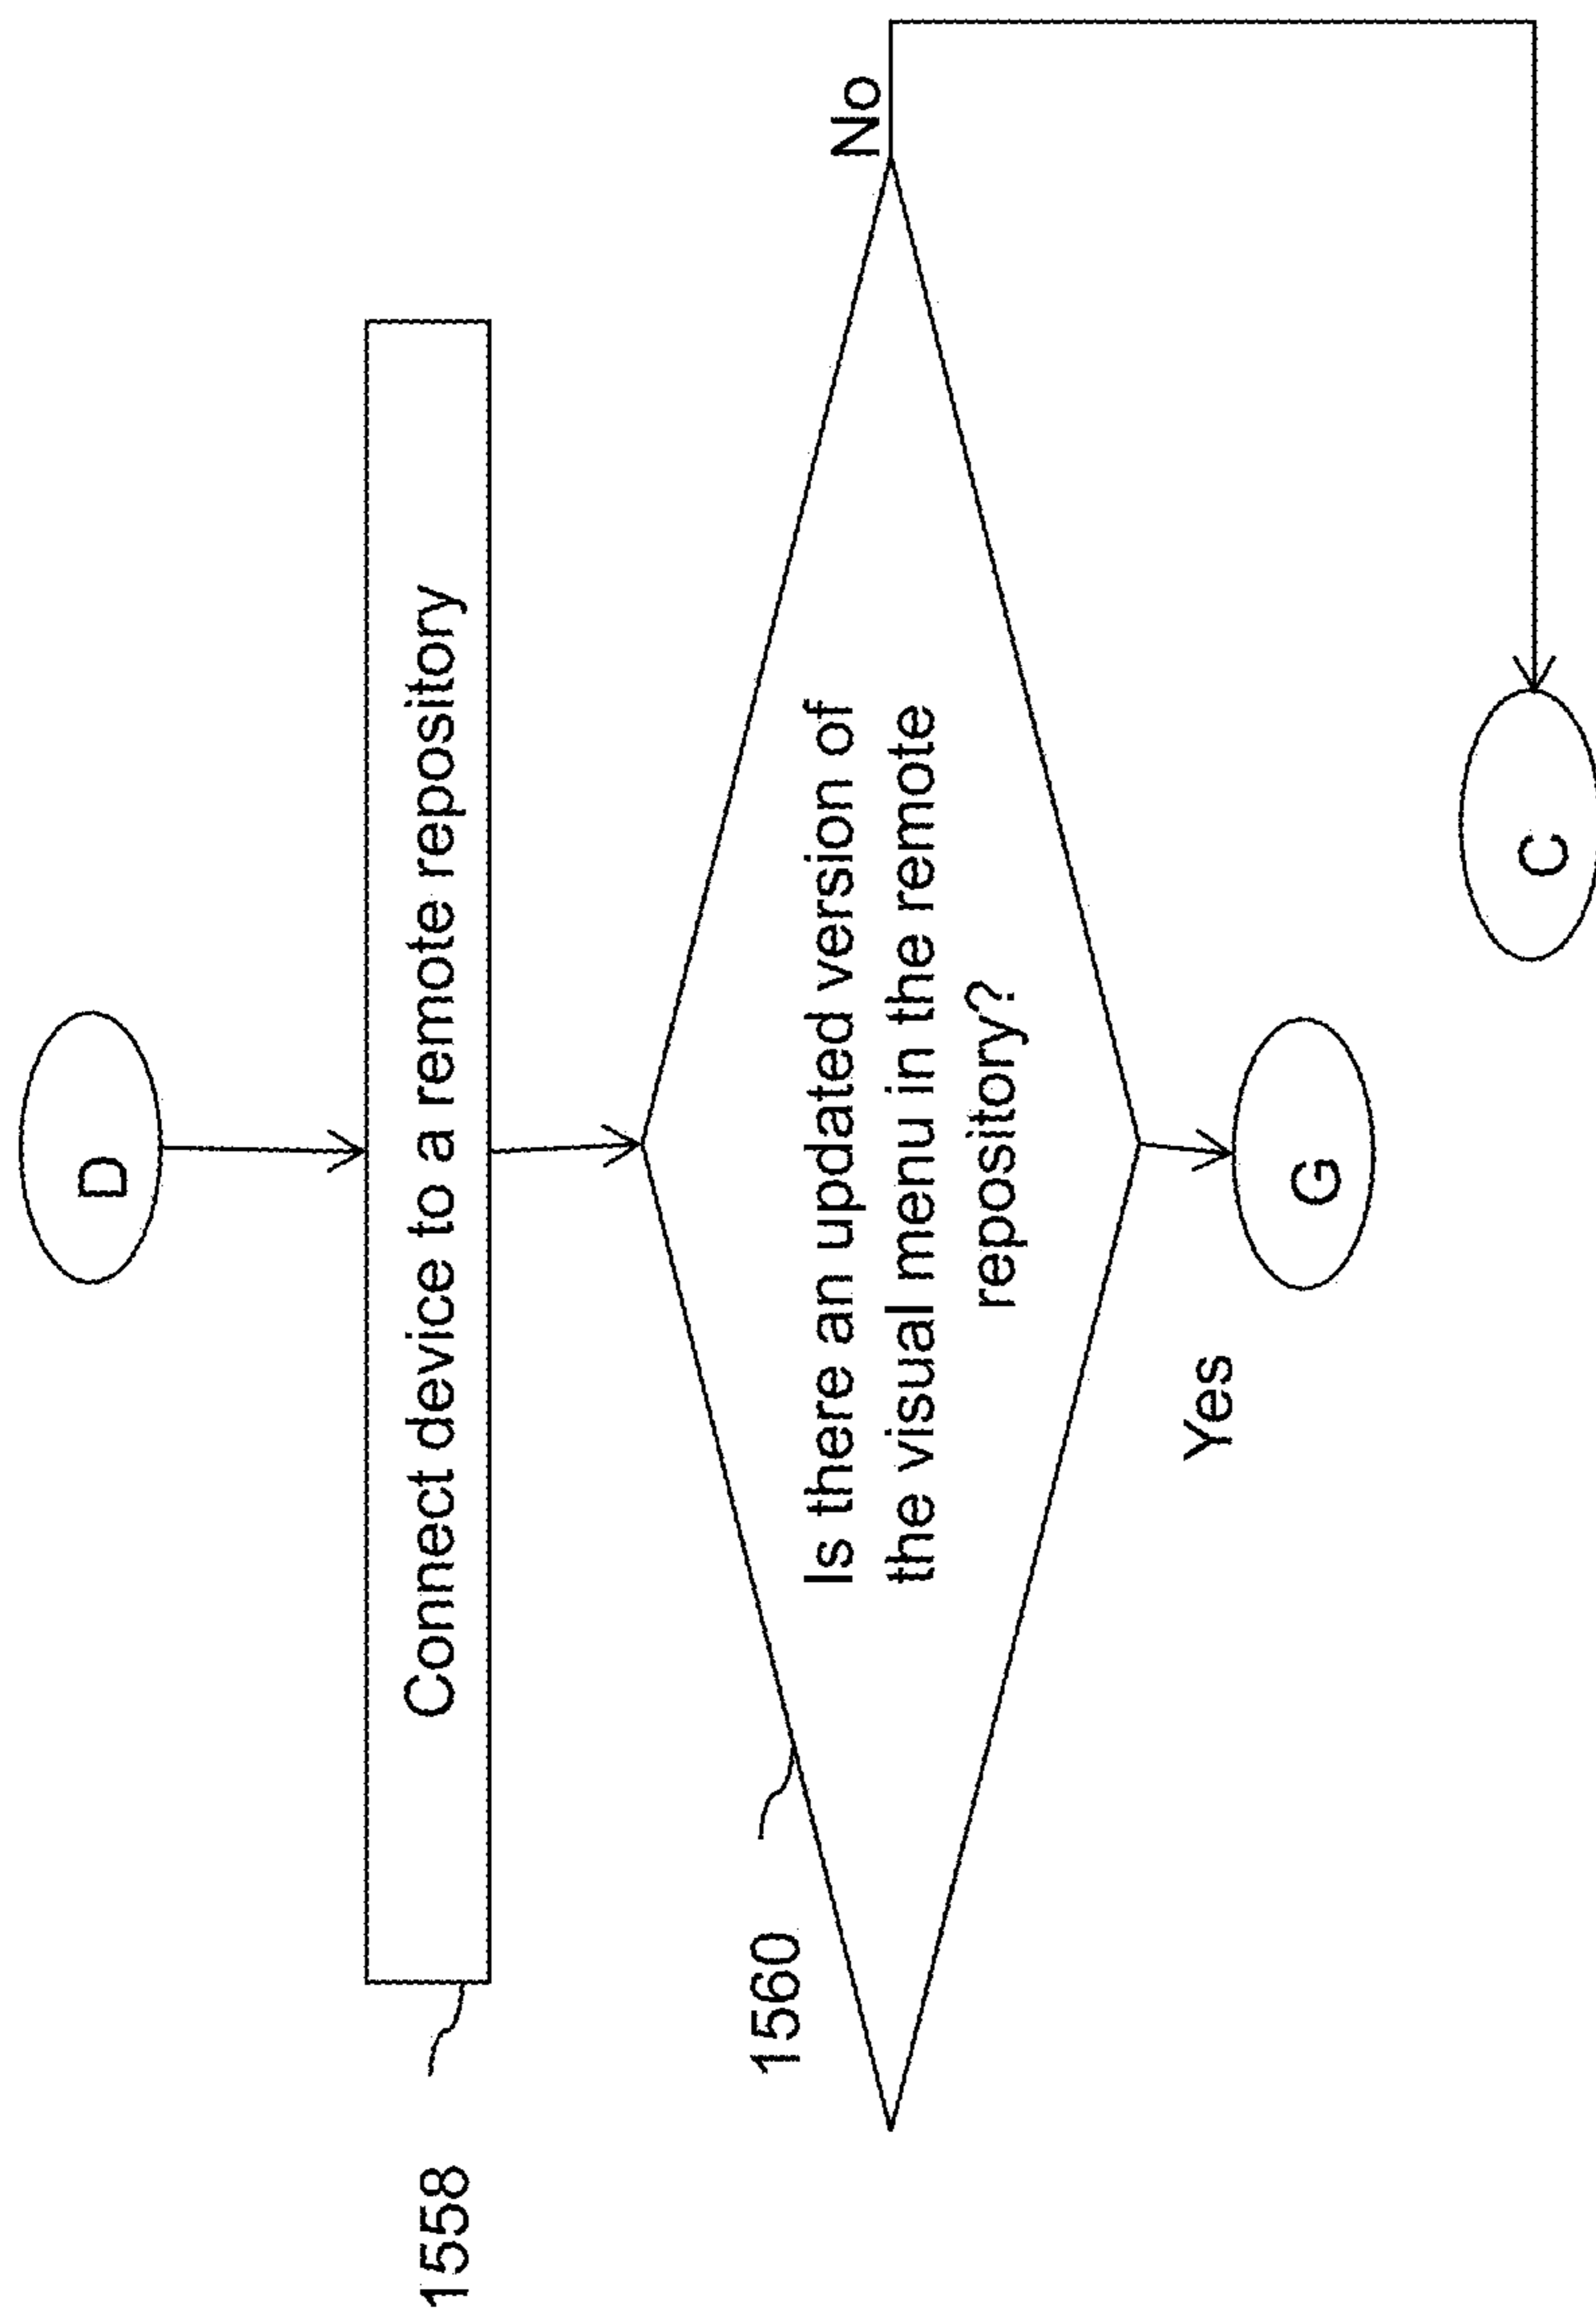 D
Connect device to a remote repository
1558
Is there an updated version of
the visual menu in the remote
repository?
1560
No
Yes
G
C